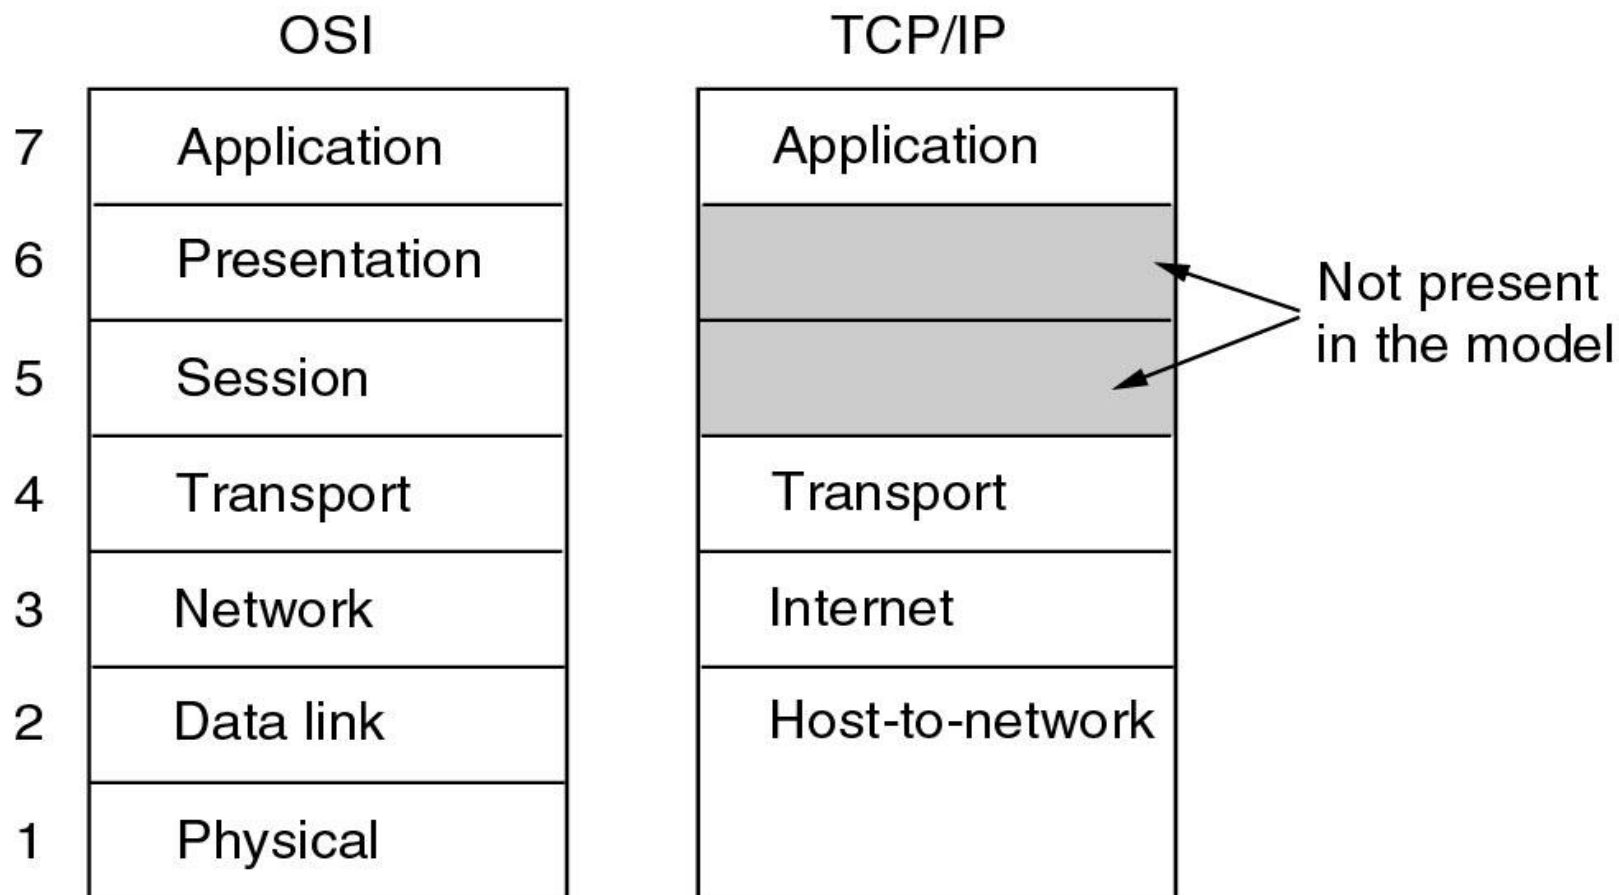 OSI
TCP/IP
7
Application
Application
6
Presentation
5
Session
Not present
in the model
4
Transport
Transport
3
Network
Internet
2
Data link
Host-to-network
1
Physical